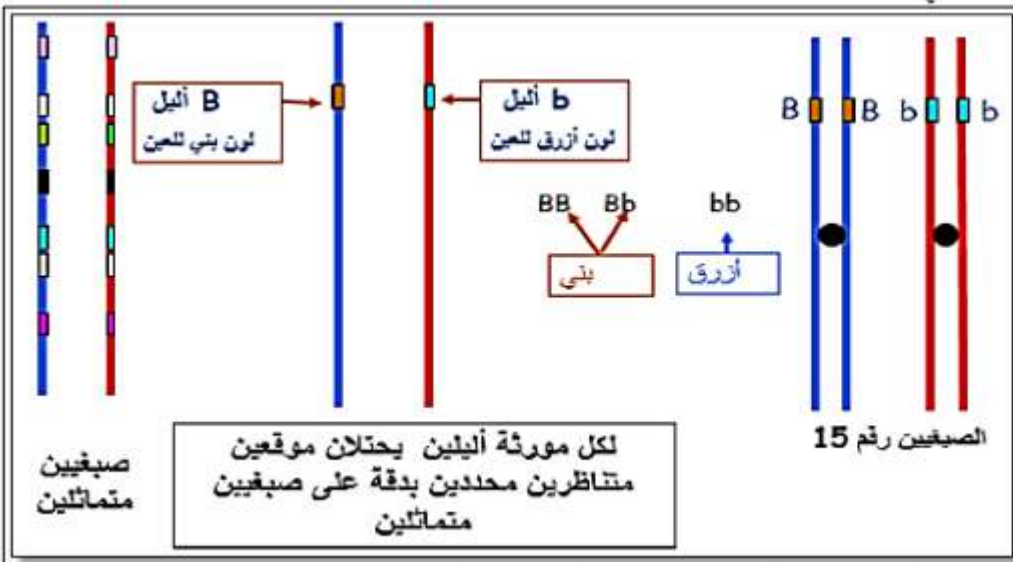 B أليل
لون بني للعين
b أليل
لون أزرق للعين
B B b b
BB Bb bb
بني
أزرق
الصبغيين رقم 15
صبغيين
متماثلين
لكل مورثة أليلين يحتلان موقعين
متناظرين محددين بدقة على صبغيين
متماثلين